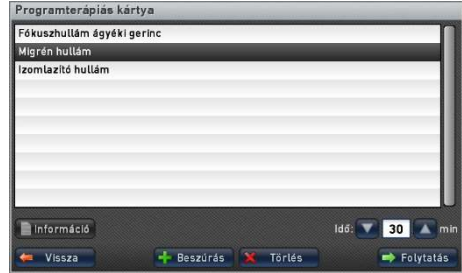 Programterápiás kártya
Fókuszhullám ágyéki gerinc
Migrén hullám
Izomlazító hullám
Információ
Idő: 30 min
Vissza
Beszúrás
Törlés
Folytatás